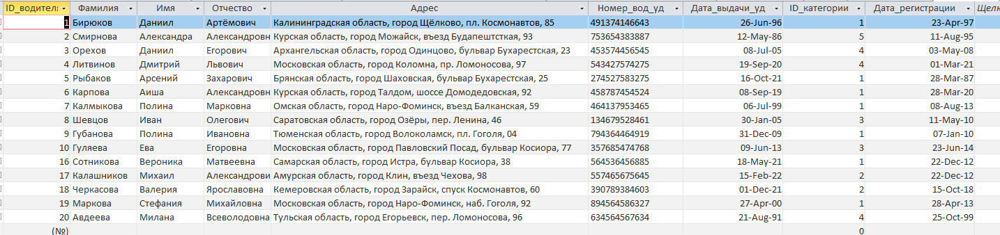 ID_водителя Фамилия Имя Отчество Адрес Номер_вод_уд Дата_выдачи_уд ID_категории Дата_регистрации Щелк
1 Бирюков Даниил Артёмович Калининградская область, город Щёлково, пл. Космонавтов, 85 491374146643 26-Jun-96 1 23-Apr-97
2 Смирнова Александра Александровн Курская область, город Можайск, въезд Будапештсткая, 93 753654383887 12-May-86 5 11-Aug-95
3 Орехов Даниил Егорович Архангельская область, город Одинцово, бульвар Бухарестская, 23 453574456545 08-Jul-05 4 03-May-08
4 Литвинов Дмитрий Львович Московская область, город Коломна, пр. Ломоносова, 97 543427574275 19-Sep-20 4 01-Mar-21
5 Рыбаков Арсений Захарович Брянская область, город Шаховская, бульвар Бухарестская, 25 274527583275 16-Oct-21 1 28-Mar-87
6 Карпова Аиша Александровн Курская область, город Талдом, шоссе Домодедовская, 92 458787454524 08-Sep-19 1 28-Mar-20
7 Калмыкова Полина Марковна Омская область, город Наро-Фоминск, въезд Балканская, 59 464137953465 06-Jul-99 1 08-Aug-13
8 Шевцов Иван Олегович Саратовская область, город Озёры, пер. Ленина, 46 134679528461 30-Jan-05 3 11-May-10
9 Губанова Полина Ивановна Тюменская область, город Волоколамск, пл. Гоголя, 04 794364464919 31-Dec-09 1 07-Jan-10
10 Гуляева Ева Егоровна Московская область, город Павловский Посад, бульвар Косиора, 77 357685474768 09-Jun-13 3 23-Jun-14
16 Сотникова Вероника Матвеевна Самарская область, город Истра, бульвар Косиора, 38 564536456885 18-May-21 1 22-Dec-12
17 Калашников Михаил Александрови Амурская область, город Клин, въезд Чехова, 98 557465675645 15-Feb-22 2 22-Dec-12
18 Черкасова Валерия Ярославовна Кемеровская область, город Зарайск, спуск Космонавтов, 60 390789384603 01-Dec-21 2 15-Oct-18
19 Маркова Стефания Михайловна Московская область, город Наро-Фоминск, наб. Гоголя, 92 894564586327 27-Apr-00 1 28-Apr-13
20 Авдеева Милана Всеволодовна Тульская область, город Егорьевск, пер. Ломоносова, 96 634564567634 21-Aug-91 4 25-Oct-99
(№) 0